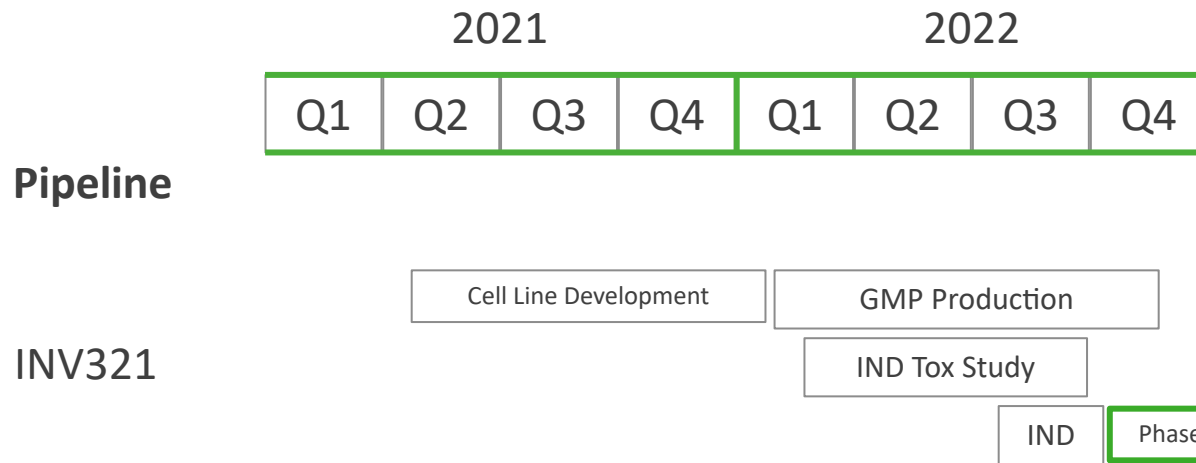 2021 2022
Q1 Q2 Q3 Q4 Q1 Q2 Q3 Q4
Pipeline
Cell Line Development GMP Production
INV321 IND Tox Study
IND Phase